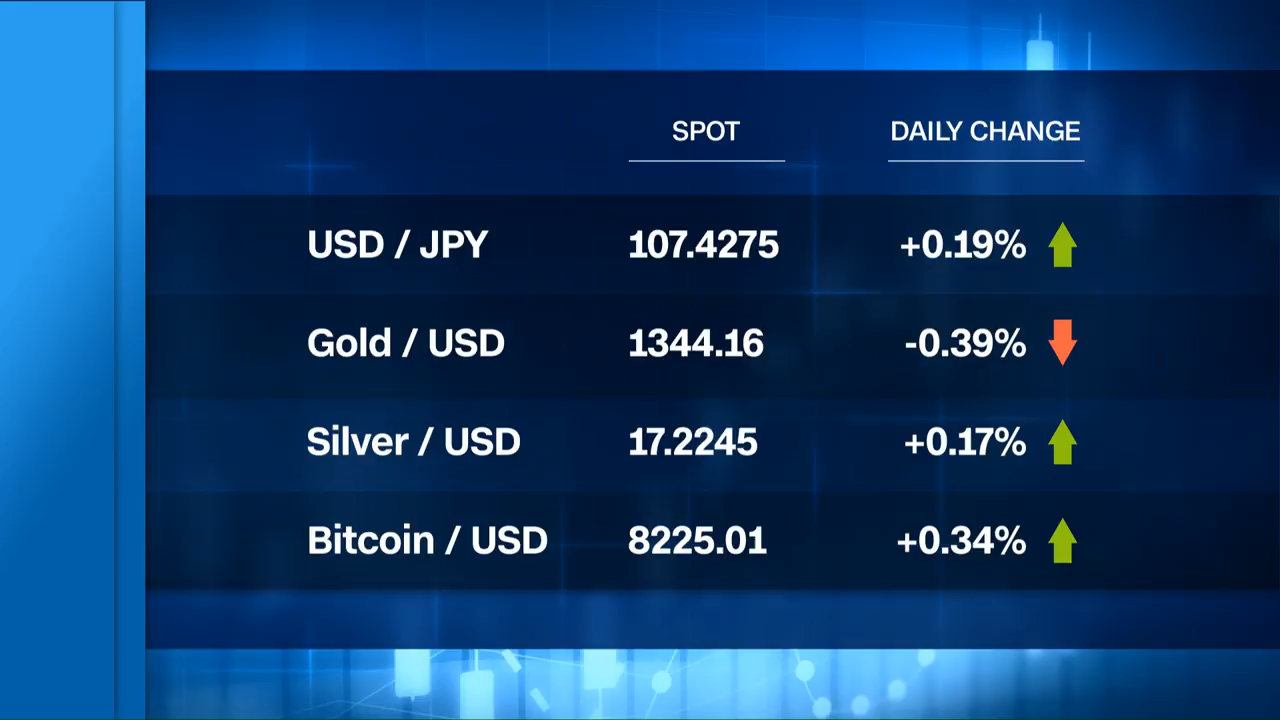 SPOT DAILY CHANGE
USD / JPY 107.4275 +0.19%
Gold / USD 1344.16 -0.39%
Silver / USD 17.2245 +0.17%
Bitcoin / USD 8225.01 +0.34%